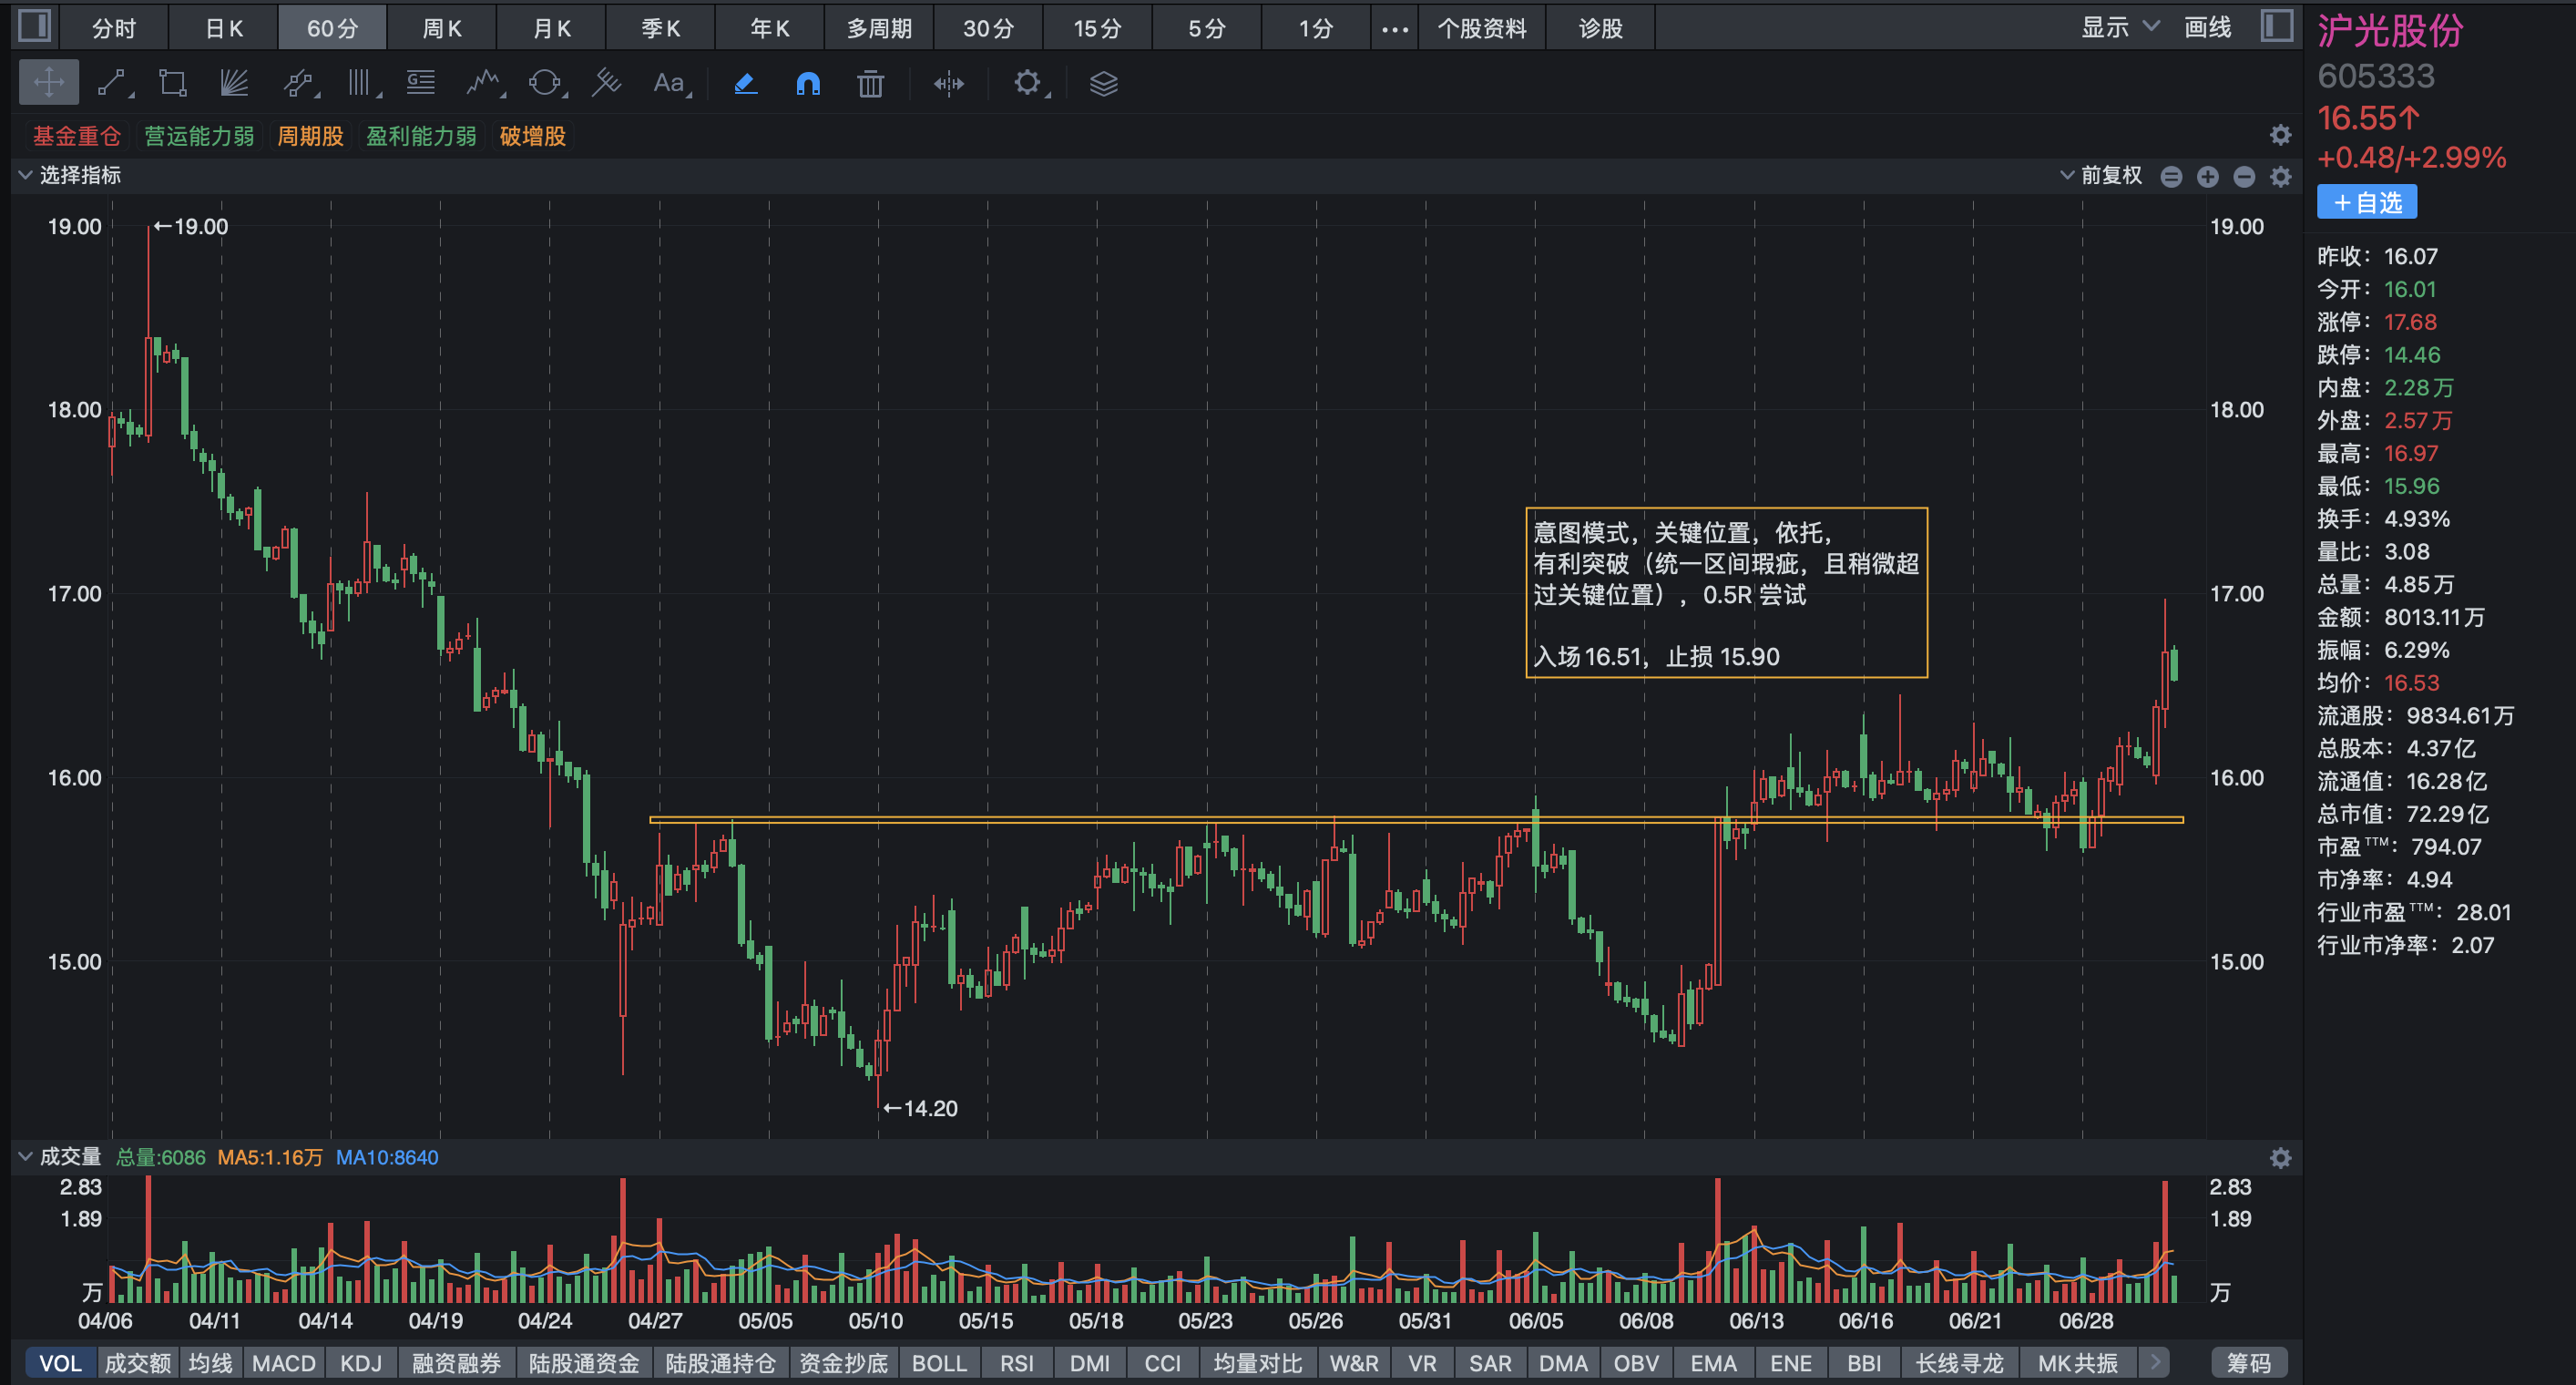 分时 日K 60分 周K 月K 季K 年K 多周期 30分 15分 5分 1分 ••• 个股资料 诊股 显示 画线
Aa
基金重仓 营运能力弱 周期股 盈利能力弱 破增股
选择指标 前复权
19.00 ←19.00 19.00
18.00 18.00
意图模式，关键位置，依托，
有利突破（统一区间瑕疵，且稍微超
过关键位置），0.5R 尝试
17.00 17.00
入场16.51，止损 15.90
16.00 16.00
15.00 15.00
←14.20
成交量 总量:6086 MA5:1.16万 MA10:8640
2.83 2.83
1.89 1.89
万 万
04/06 04/11 04/14 04/19 04/24 04/27 05/05 05/10 05/15 05/18 05/23 05/26 05/31 06/05 06/08 06/13 06/16 06/21 06/28
VOL 成交额 均线 MACD KDJ 融资融券 陆股通资金 陆股通持仓 资金抄底 BOLL RSI DMI CCI 均量对比 W&R VR SAR DMA OBV EMA ENE BBI 长线寻龙 MK共振 筹码
沪光股份
605333
16.55↑
+0.48/+2.99%
＋自选
昨收：16.07
今开：16.01
涨停：17.68
跌停：14.46
内盘：2.28万
外盘：2.57万
最高：16.97
最低：15.96
换手：4.93%
量比：3.08
总量：4.85万
金额：8013.11万
振幅：6.29%
均价：16.53
流通股：9834.61万
总股本：4.37亿
流通值：16.28亿
总市值：72.29亿
市盈TTM：794.07
市净率：4.94
行业市盈TTM：28.01
行业市净率：2.07